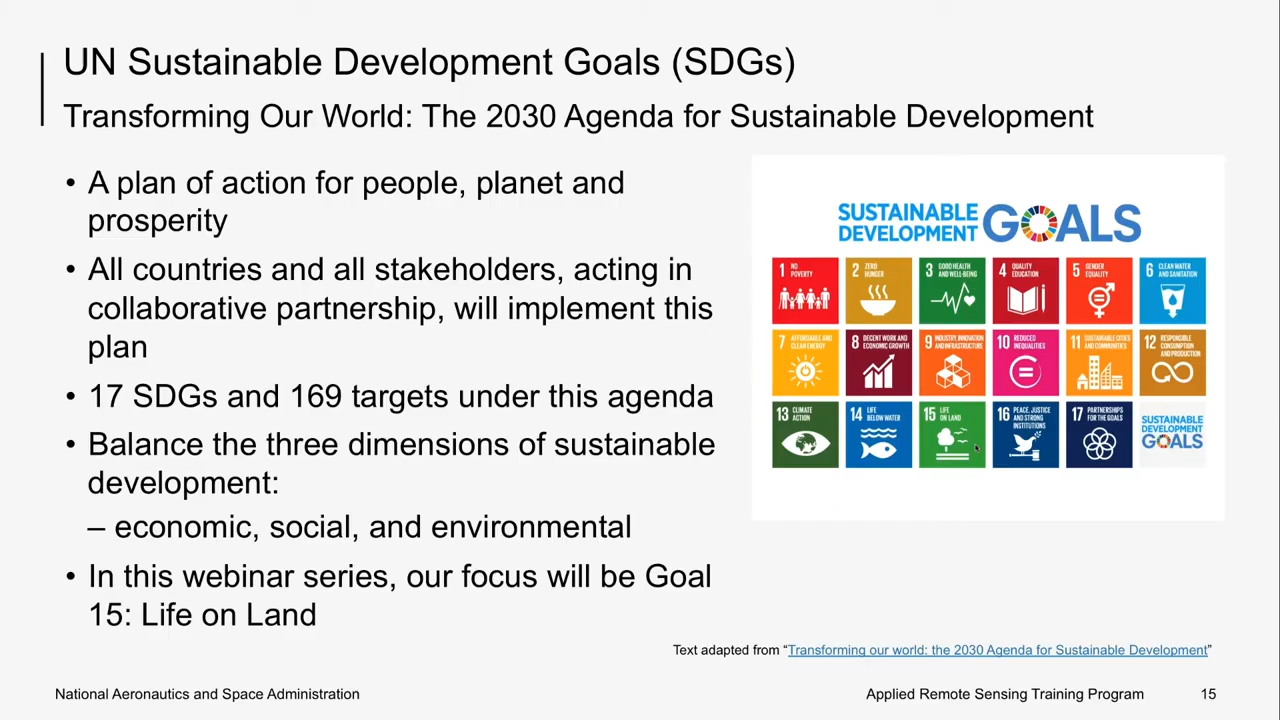 UN Sustainable Development Goals (SDGs)
Transforming Our World: The 2030 Agenda for Sustainable Development
• A plan of action for people, planet and
prosperity
• All countries and all stakeholders, acting in
collaborative partnership, will implement this
plan
• 17 SDGs and 169 targets under this agenda
• Balance the three dimensions of sustainable
development:
– economic, social, and environmental
• In this webinar series, our focus will be Goal
15: Life on Land
SUSTAINABLE
DEVELOPMENT
GOALS
1 NO
POVERTY
2 ZERO
HUNGER
3 GOOD HEALTH
AND WELL-BEING
4 QUALITY
EDUCATION
5 GENDER
EQUALITY
6 CLEAN WATER
AND SANITATION
7 AFFORDABLE AND
CLEAN ENERGY
8 DECENT WORK AND
ECONOMIC GROWTH
9 INDUSTRY, INNOVATION
AND INFRASTRUCTURE
10 REDUCED
INEQUALITIES
11 SUSTAINABLE CITIES
AND COMMUNITIES
12 RESPONSIBLE
CONSUMPTION
AND PRODUCTION
13 CLIMATE
ACTION
14 LIFE
BELOW WATER
15 LIFE
ON LAND
16 PEACE, JUSTICE
AND STRONG
INSTITUTIONS
17 PARTNERSHIPS
FOR THE GOALS
SUSTAINABLE
DEVELOPMENT
GOALS
Text adapted from “Transforming our world: the 2030 Agenda for Sustainable Development”
National Aeronautics and Space Administration
Applied Remote Sensing Training Program
15